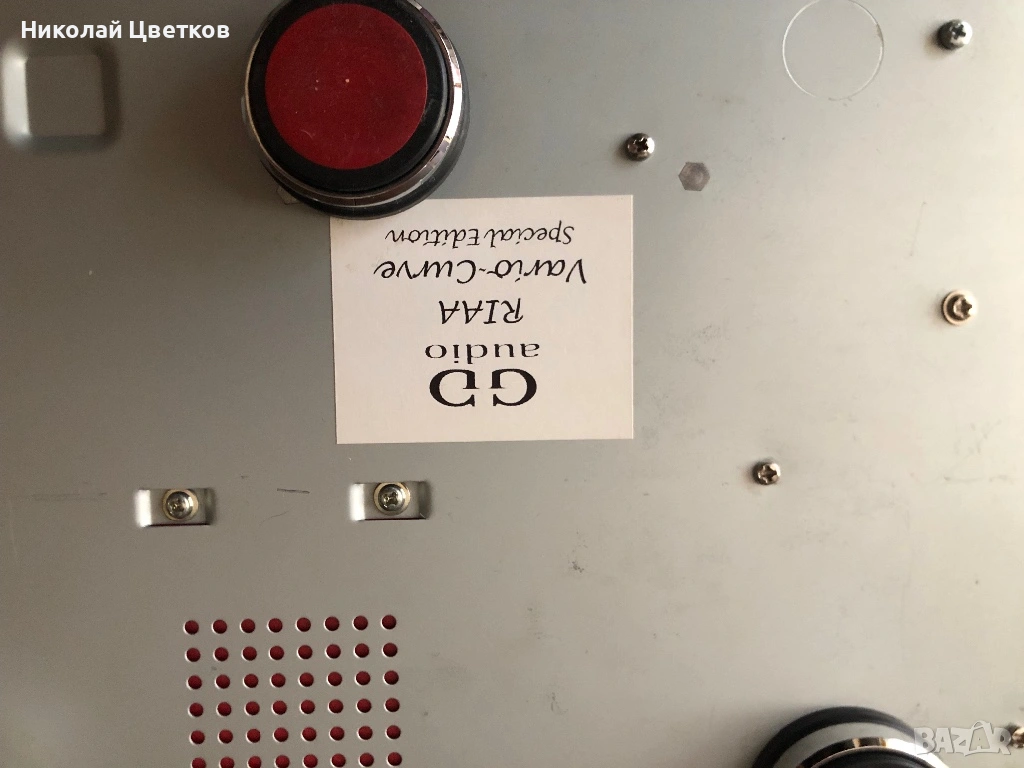 Николай Цветков
GD
audio
RIAA
Vario-Curve
Special Edition
BAZAR